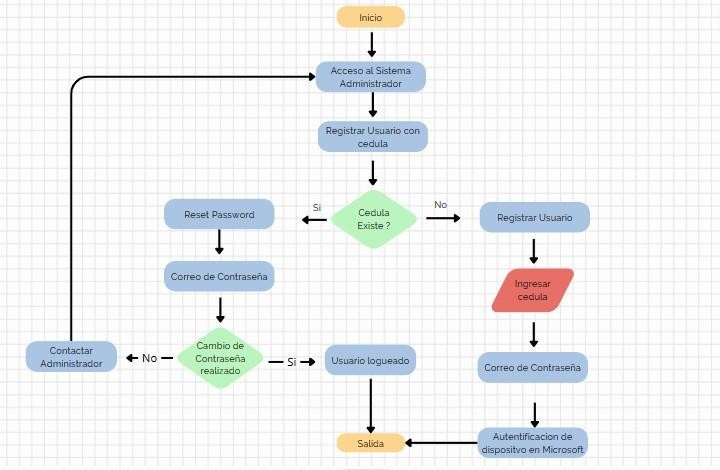 Inicio
Acceso al Sistema
Administrador
Registrar Usuario con
cedula
Cedula
Existe ?
Si
No
Reset Password
Correo de Contraseña
Cambio de
Contraseña
realizado
No
Contactar
Administrador
Si
Usuario logueado
Registrar Usuario
Ingresar
cedula
Correo de Contraseña
Autentificacion de
dispositvo en Microsoft
Salida